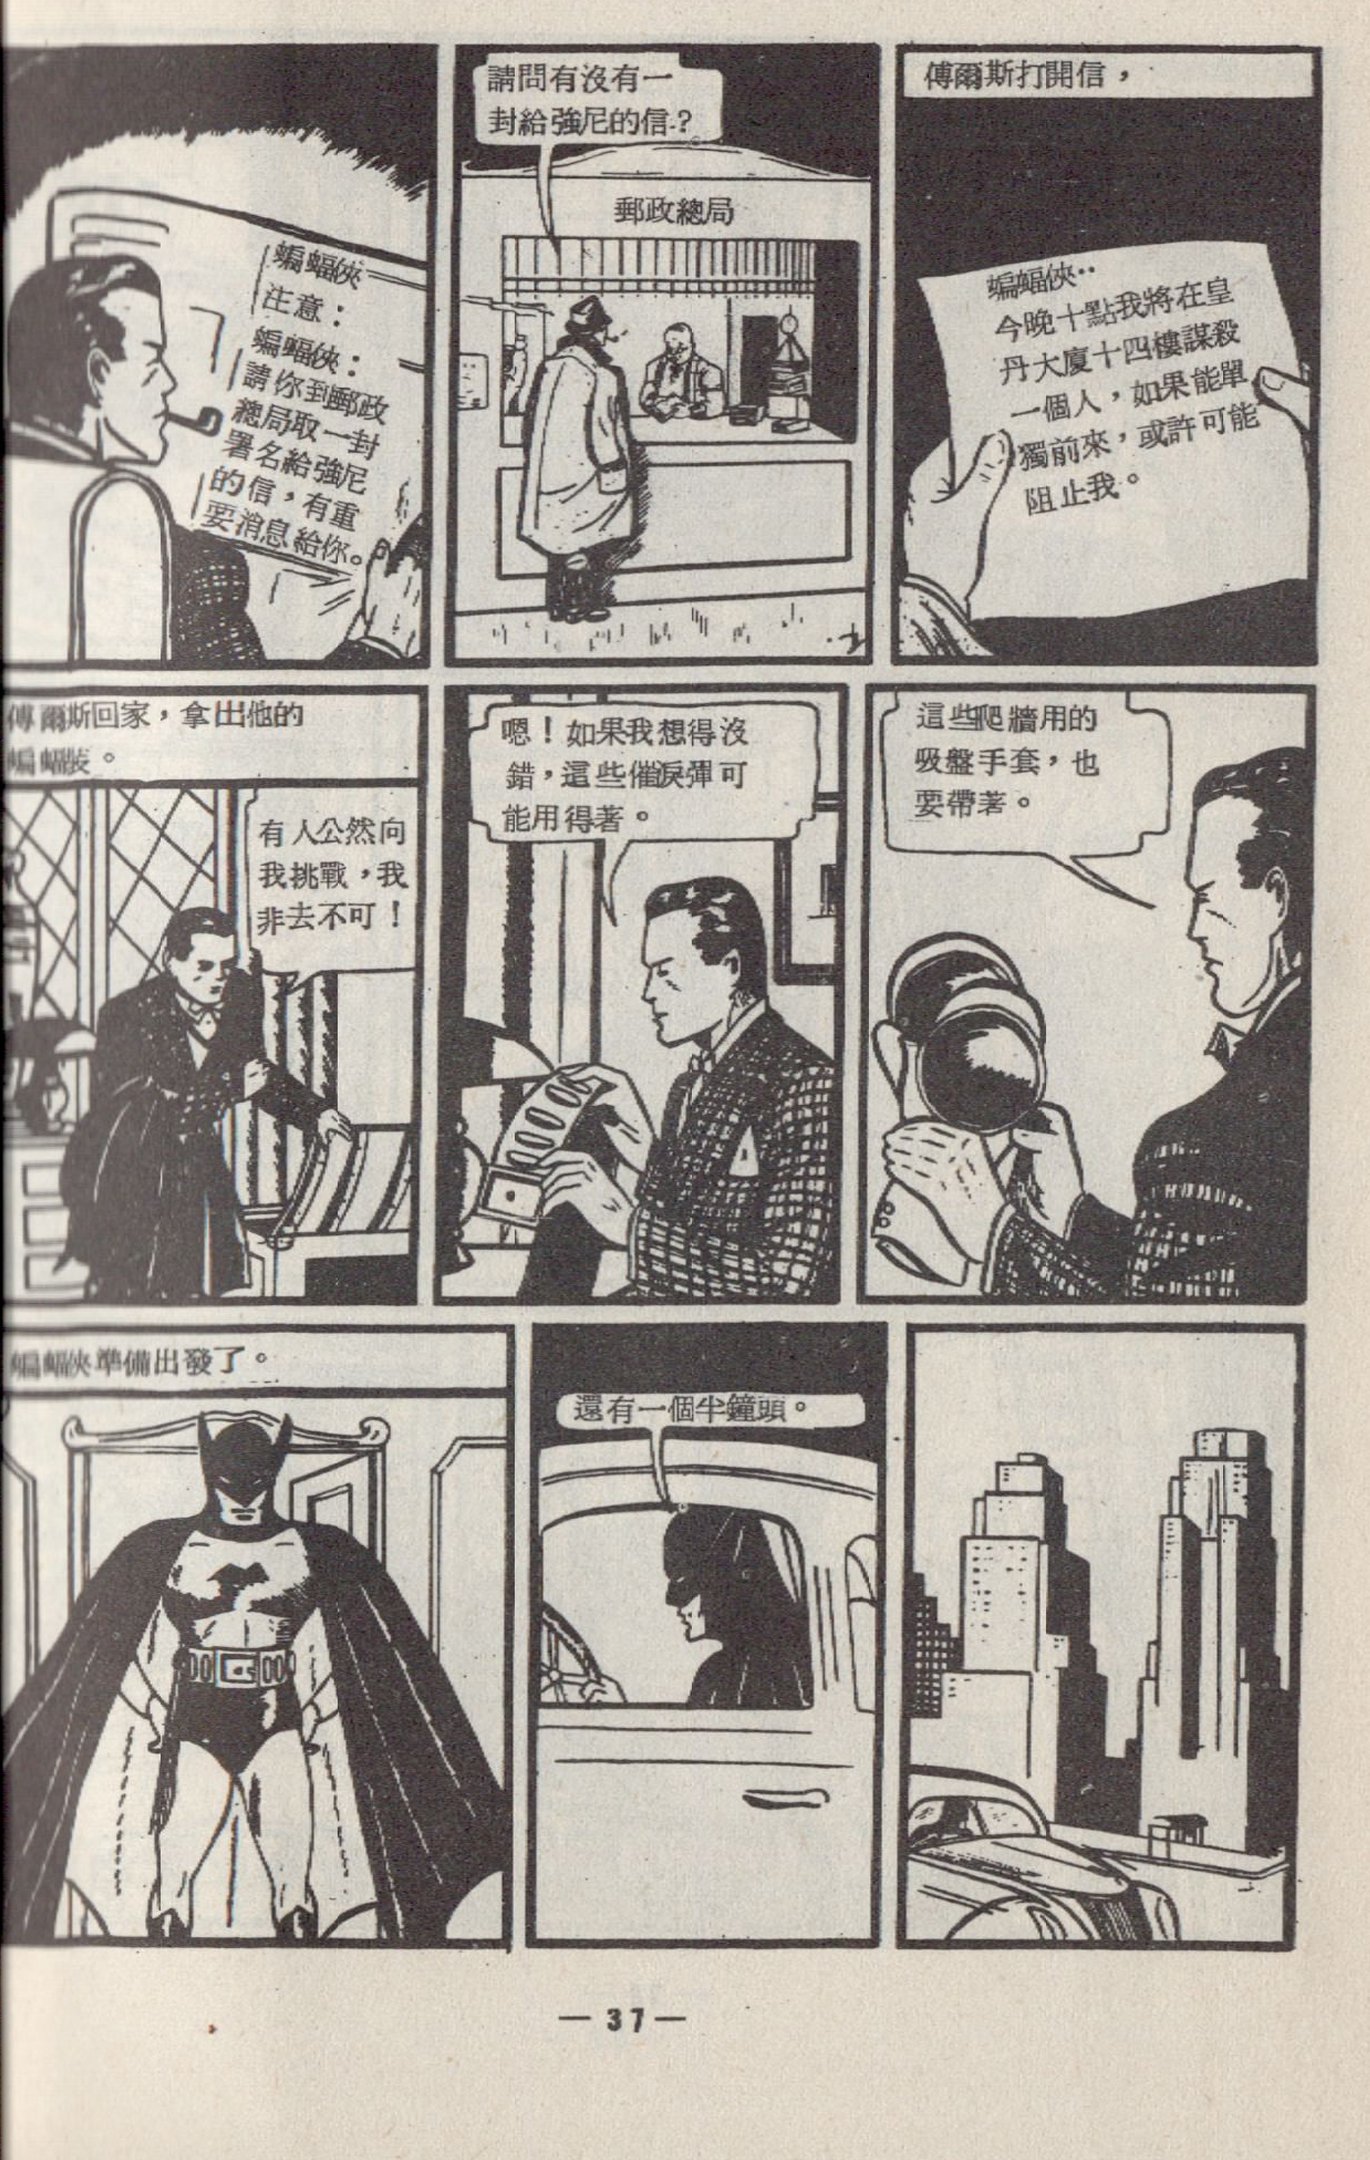 蝙蝠俠
注意：
蝙蝠俠：
請你到郵政
總局取一封
署名給強尼
的信，有重
要消息給你。
請問有沒有一
封給強尼的信？
郵政總局
傅爾斯打開信，
蝙蝠俠：
今晚十點我將在皇
丹大廈十四樓謀殺
一個人，如果能單
獨前來，或許可能
阻止我。
傅爾斯回家，拿出他的
蝙蝠裝。
有人公然向
我挑戰，我
非去不可！
嗯！如果我想得沒
錯，這些催淚彈可
能用得著。
這些爬牆用的
吸盤手套，也
要帶著。
蝙蝠俠準備出發了。
還有一個半鐘頭。
— 37 —